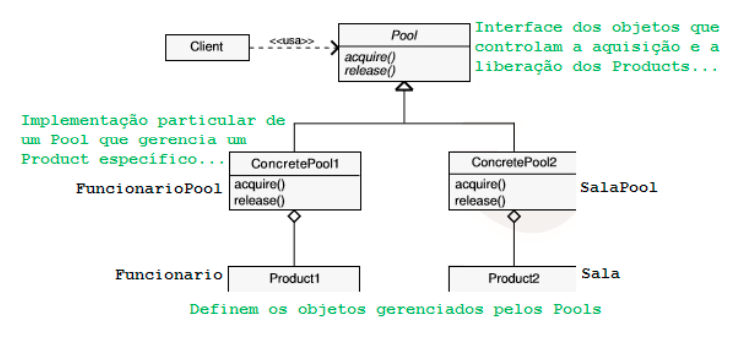 Client
<<usa>>
Pool
acquire()
release()
Interface dos objetos que
controlam a aquisição e a
liberação dos Products...
Implementação particular de
um Pool que gerencia um
Product específico...
ConcretePool1
acquire()
release()
FuncionarioPool
ConcretePool2
acquire()
release()
SalaPool
Funcionario
Product1
Product2
Sala
Definem os objetos gerenciados pelos Pools